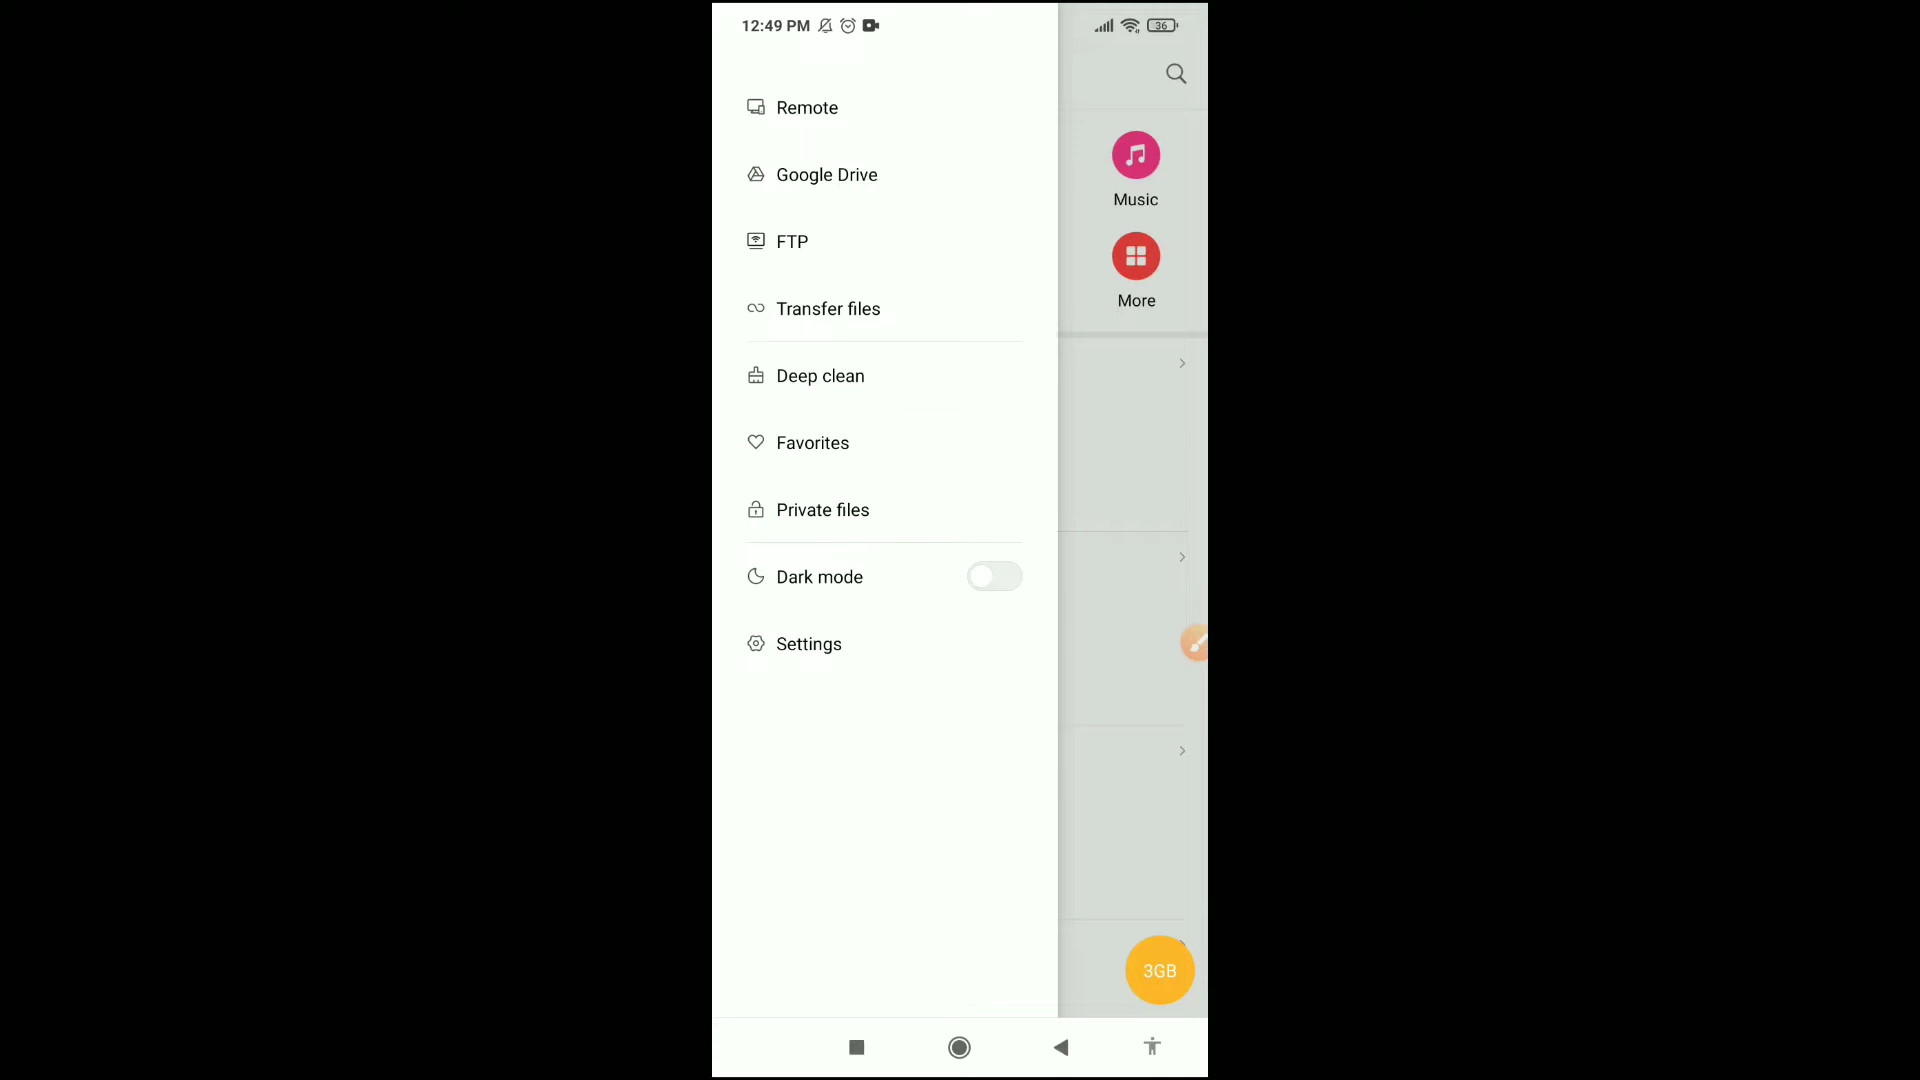 12:49 PM
36
Remote
Google Drive
FTP
Transfer files
Deep clean
Favorites
Private files
Dark mode
Settings
Music
More
3GB